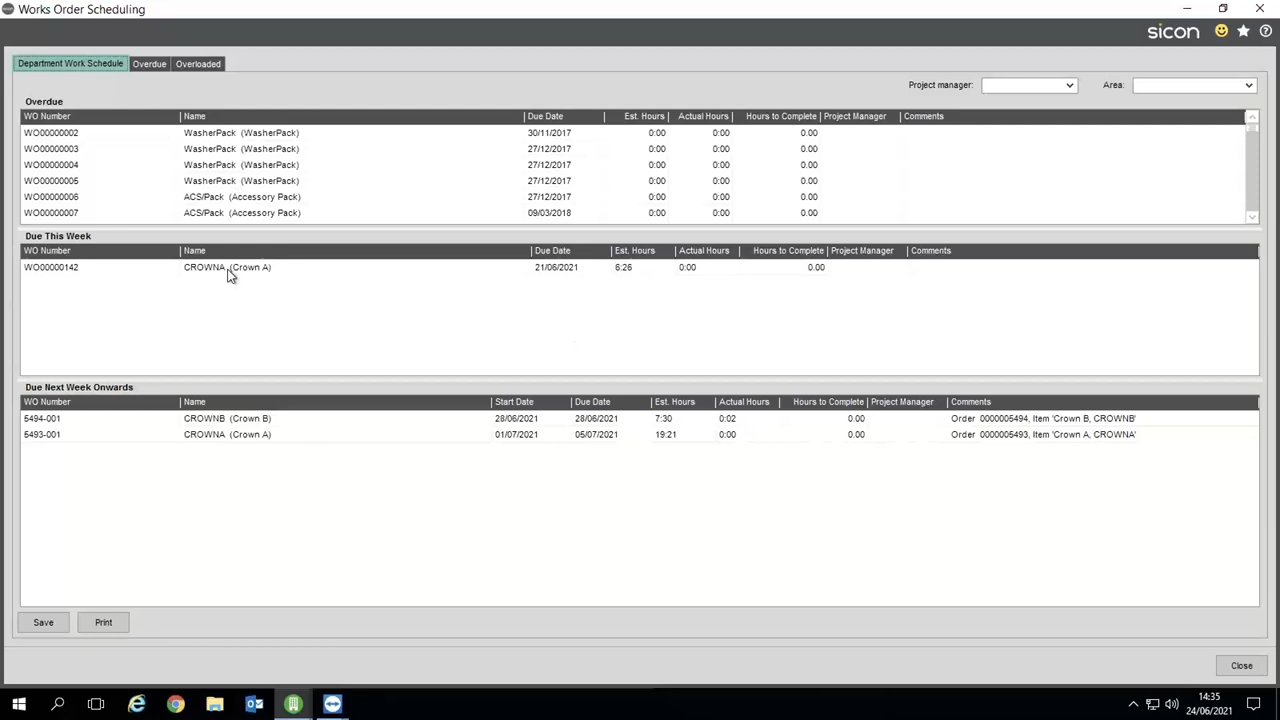 Works Order Scheduling
sicon
Department Work Schedule Overdue Overloaded
Project manager: Area:
Overdue
WO Number Name Due Date Est. Hours Actual Hours Hours to Complete Project Manager Comments
WO00000002 WasherPack (WasherPack) 30/11/2017 0:00 0:00 0.00
WO00000003 WasherPack (WasherPack) 27/12/2017 0:00 0:00 0.00
WO00000004 WasherPack (WasherPack) 27/12/2017 0:00 0:00 0.00
WO00000005 WasherPack (WasherPack) 27/12/2017 0:00 0:00 0.00
WO00000006 ACS/Pack (Accessory Pack) 27/12/2017 0:00 0:00 0.00
WO00000007 ACS/Pack (Accessory Pack) 09/03/2018 0:00 0:00 0.00
Due This Week
WO Number Name Due Date Est. Hours Actual Hours Hours to Complete Project Manager Comments
WO00000142 CROWNA (Crown A) 21/06/2021 6:26 0:00 0.00
Due Next Week Onwards
WO Number Name Start Date Due Date Est. Hours Actual Hours Hours to Complete Project Manager Comments
5494-001 CROWNB (Crown B) 28/06/2021 28/06/2021 7:30 0:02 0.00 Order 0000005494, Item 'Crown B, CROWNB'
5493-001 CROWNA (Crown A) 01/07/2021 05/07/2021 19:21 0:00 0.00 Order 0000005493, Item 'Crown A, CROWNA'
Save Print
Close
14:35
24/06/2021